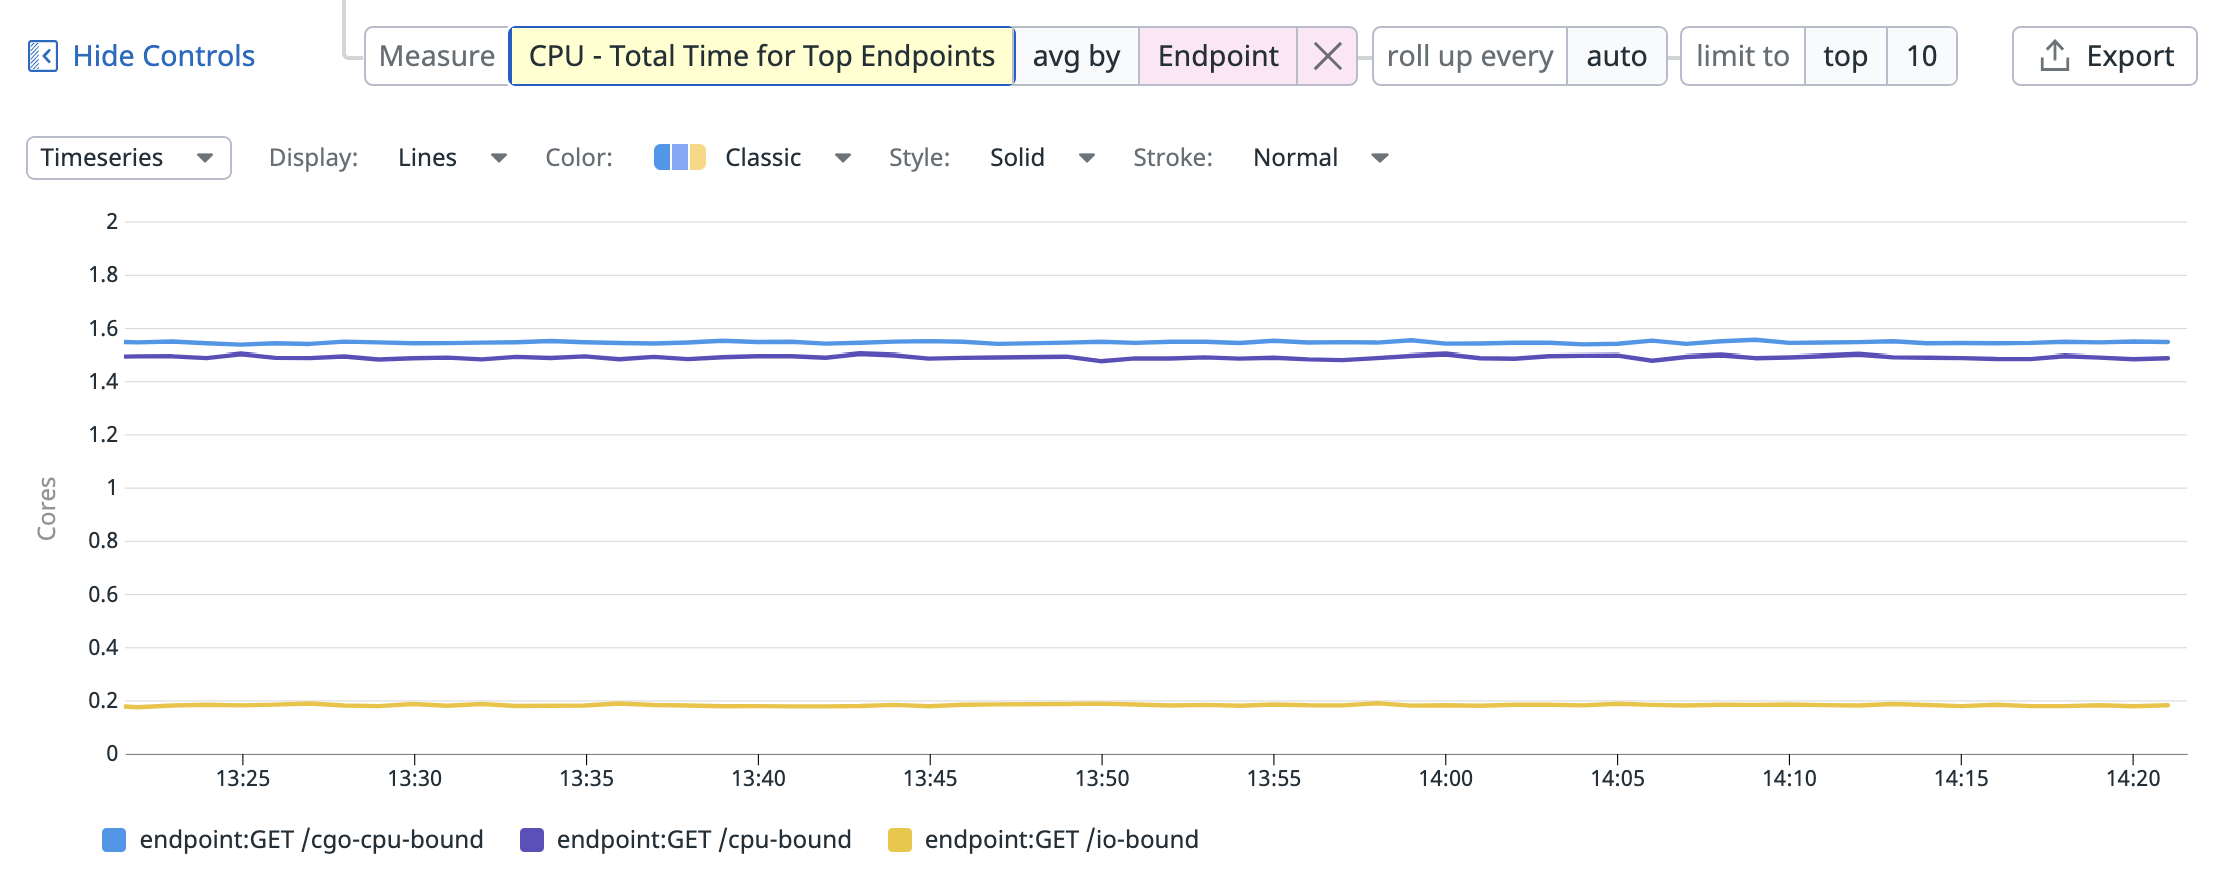 Hide Controls
Measure CPU - Total Time for Top Endpoints avg by Endpoint roll up every auto limit to top 10
Export
Timeseries Display: Lines Color: Classic Style: Solid Stroke: Normal
Cores
2
1.8
1.6
1.4
1.2
1
0.8
0.6
0.4
0.2
0
13:25 13:30 13:35 13:40 13:45 13:50 13:55 14:00 14:05 14:10 14:15 14:20
endpoint:GET /cgo-cpu-bound endpoint:GET /cpu-bound endpoint:GET /io-bound